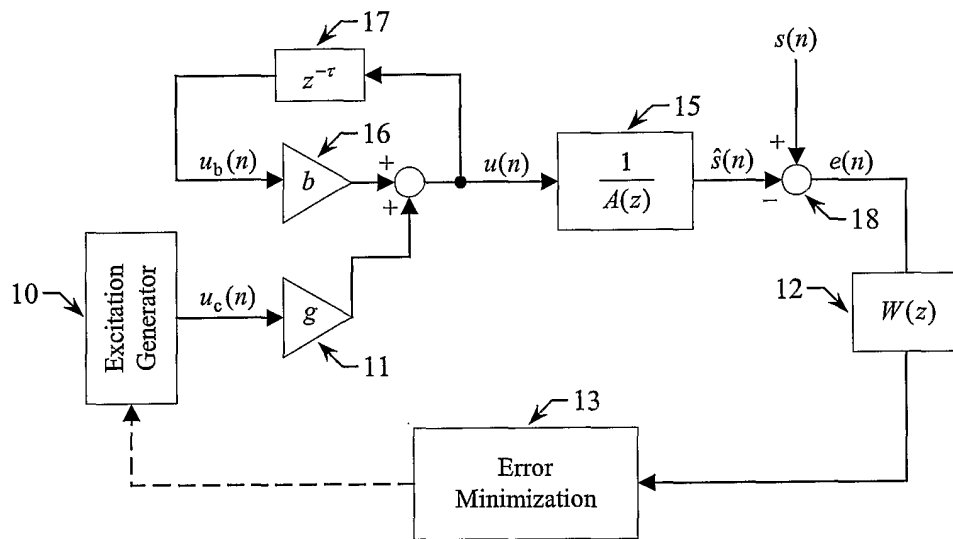 17
s(n)
z^{-τ}
16
15
u_b(n)
b
+
+
u(n)
1
A(z)
ŝ(n)
+
−
e(n)
18
10
Excitation
Generator
u_c(n)
g
11
12
W(z)
13
Error
Minimization